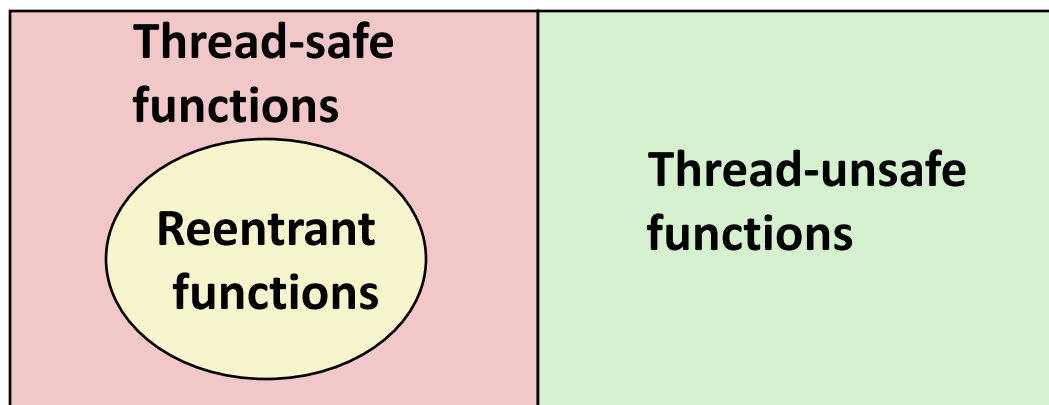 Thread-safe
functions
Reentrant
functions
Thread-unsafe
functions